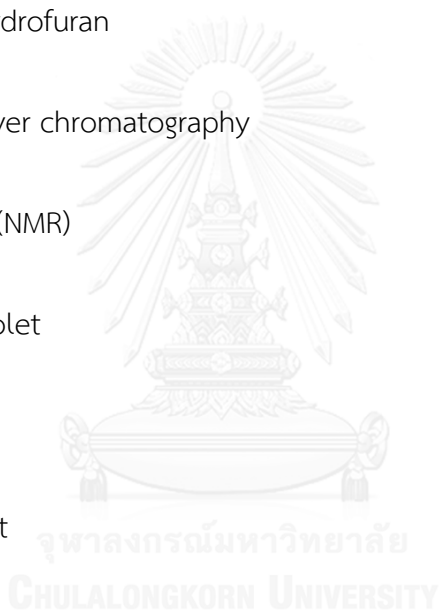 drofuran
ver chromatography
(NMR)
olet
t
จุฬาลงกรณ์มหาวิทยาลัย
CHULALONGKORN UNIVERSITY